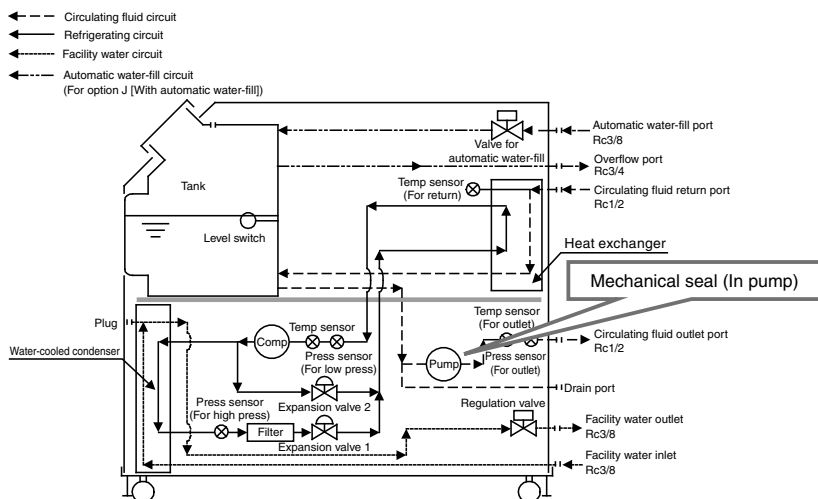 Circulating fluid circuit
Refrigerating circuit
Facility water circuit
Automatic water-fill circuit
(For option J [With automatic water-fill])
Valve for
automatic water-fill
Automatic water-fill port
Rc3/8
Overflow port
Rc3/4
Tank
Temp sensor
(For return)
Circulating fluid return port
Rc1/2
Level switch
Heat exchanger
Mechanical seal (In pump)
Plug
Water-cooled condenser
Comp
Temp sensor
Press sensor
(For low press)
Temp sensor
(For outlet)
Pump
Press sensor
(For outlet)
Circulating fluid outlet port
Rc1/2
Drain port
Press sensor
(For high press)
Expansion valve 2
Filter
Expansion valve 1
Regulation valve
Facility water outlet
Rc3/8
Facility water inlet
Rc3/8